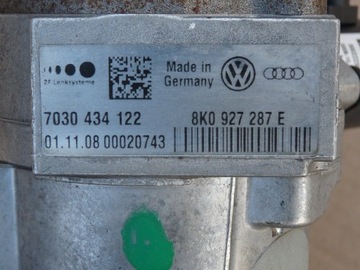 ZF Lenksysteme
Made in
Germany
7030 434 122
8K0 927 287 E
01.11.08 00020743